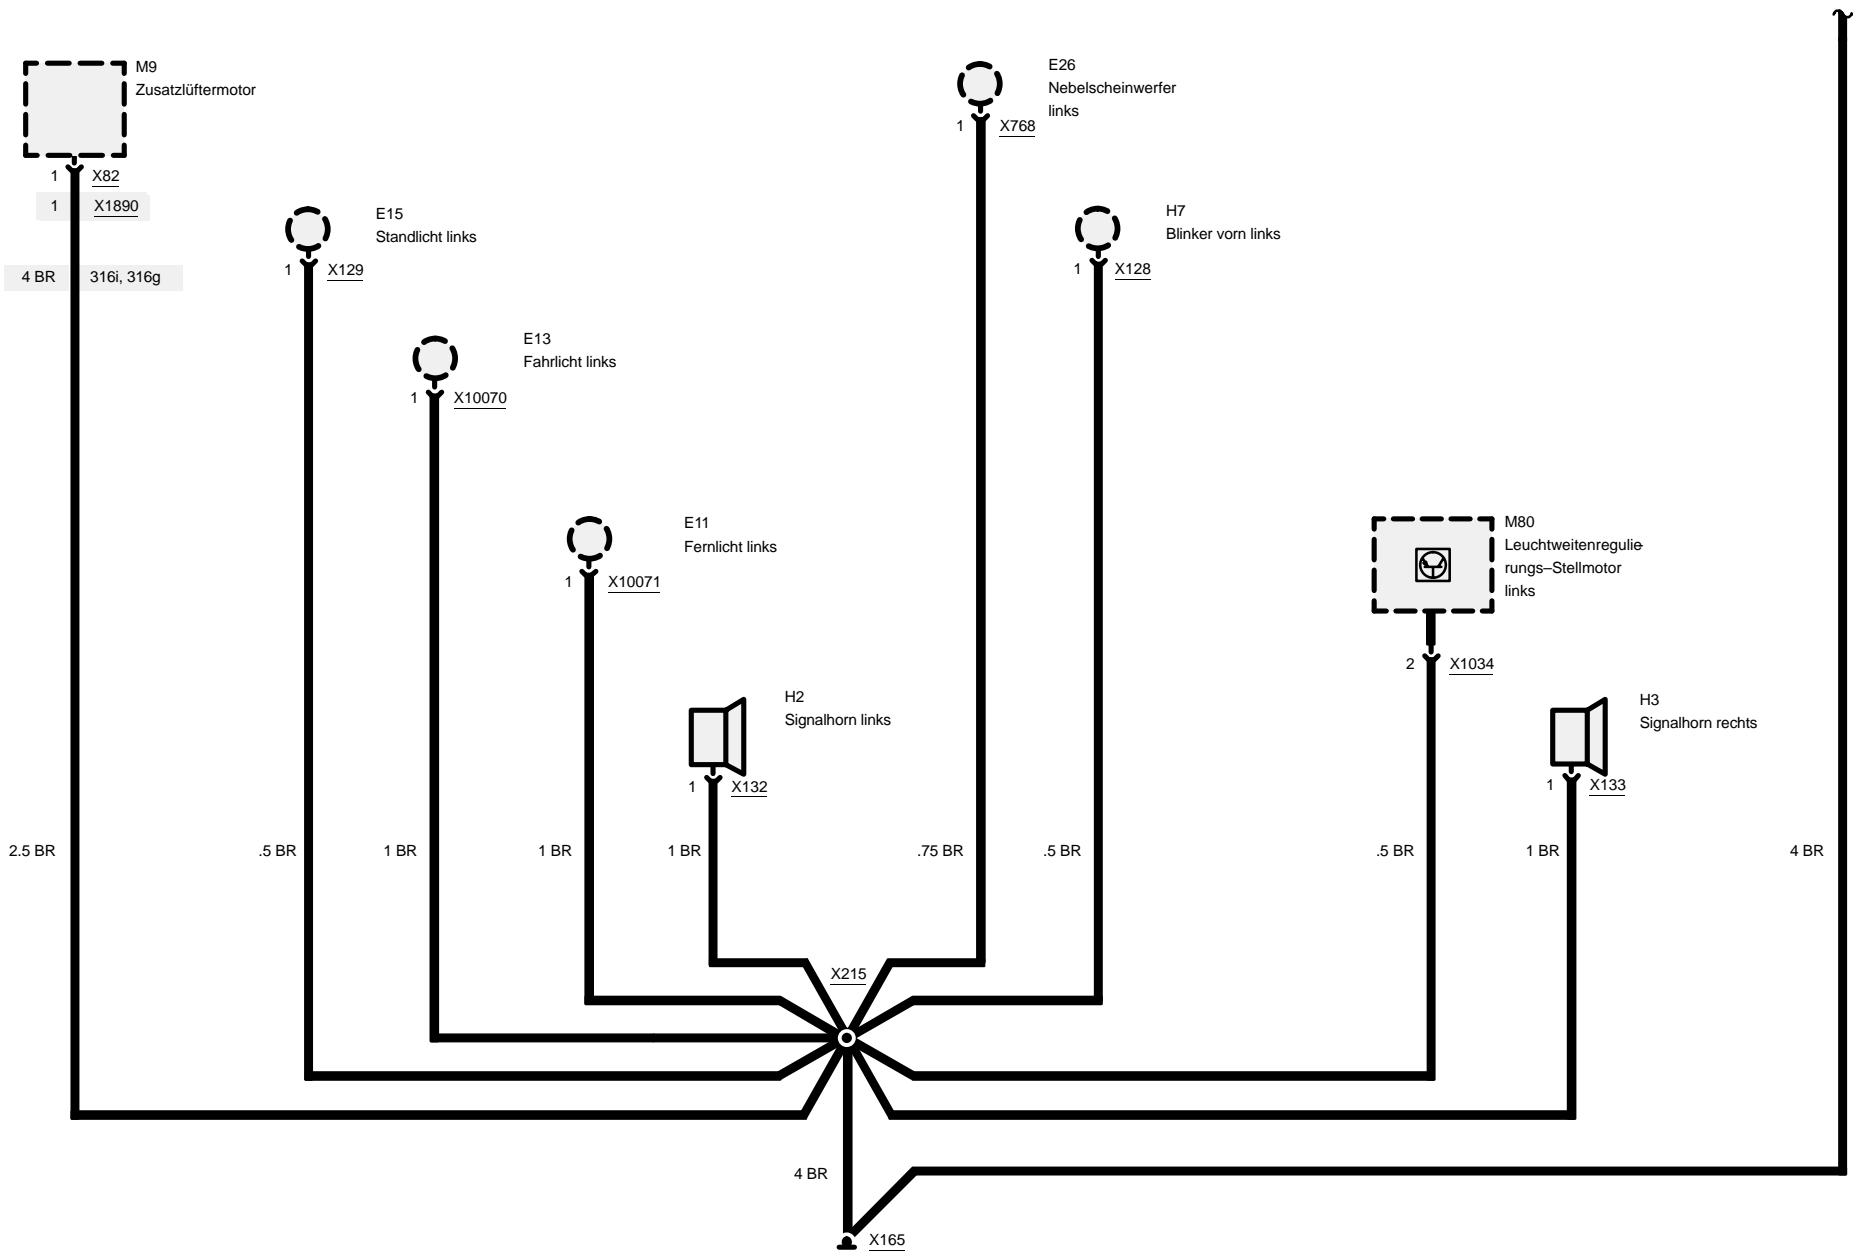 M9
Zusatzlüftermotor
1 X82
1 X1890
4 BR 316i, 316g
E15
Standlicht links
1 X129
E13
Fahrlicht links
1 X10070
E11
Fernlicht links
1 X10071
H2
Signalhorn links
1 X132
E26
Nebelscheinwerfer
links
1 X768
H7
Blinker vorn links
1 X128
M80
Leuchtweitenregulie–
rungs–Stellmotor
links
2 X1034
H3
Signalhorn rechts
1 X133
2.5 BR .5 BR 1 BR 1 BR 1 BR .75 BR .5 BR .5 BR 1 BR 4 BR
X215
4 BR
X165